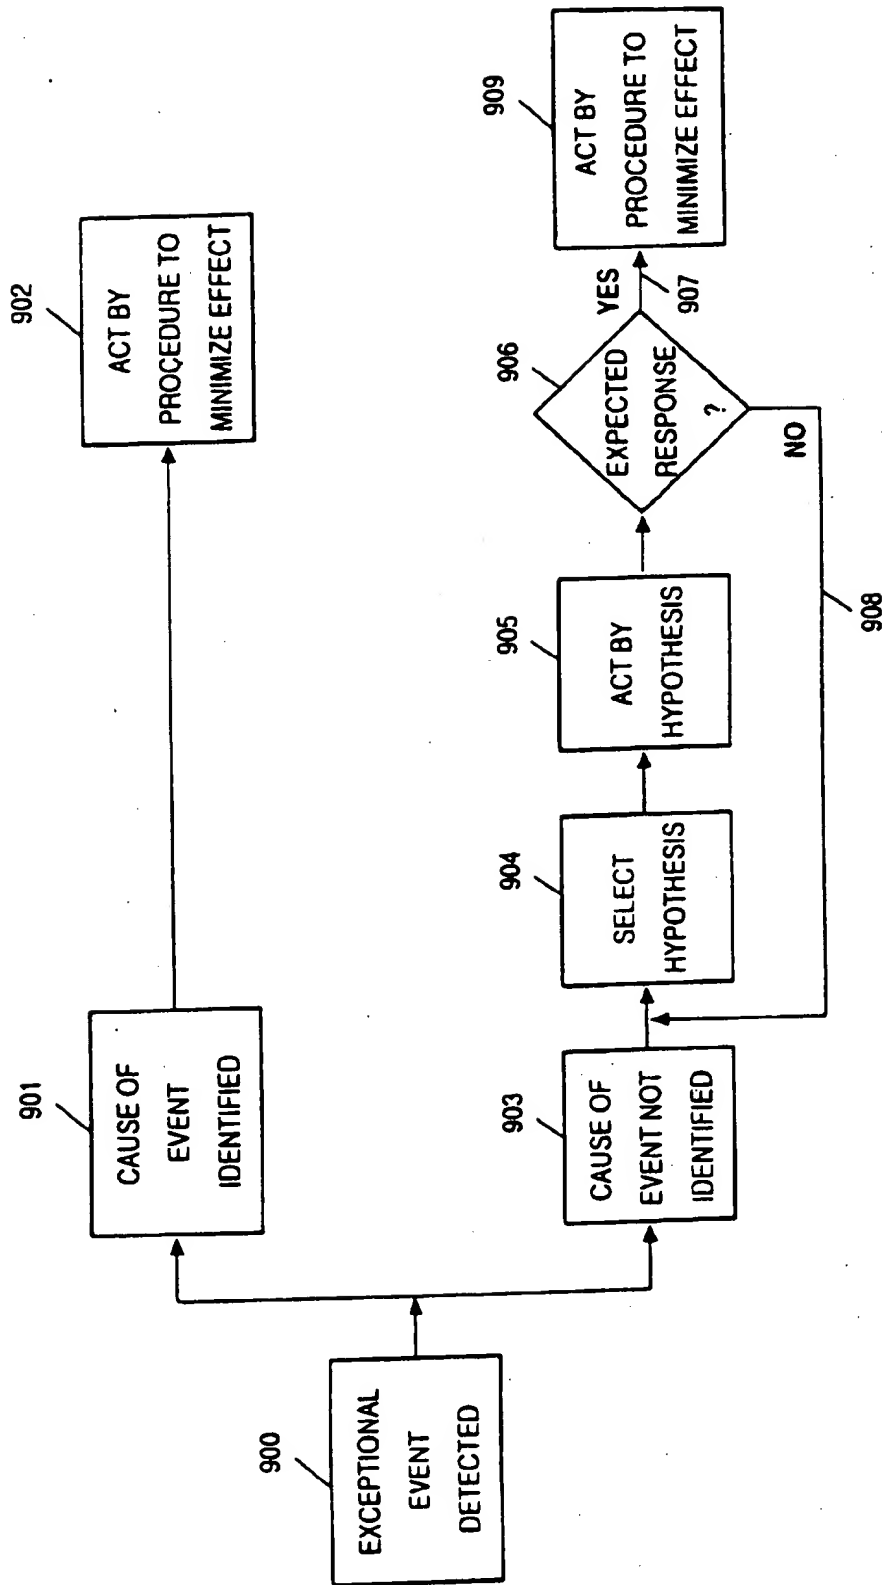 900
EXCEPTIONAL
EVENT
DETECTED
901
CAUSE OF
EVENT
IDENTIFIED
902
ACT BY
PROCEDURE TO
MINIMIZE EFFECT
903
CAUSE OF
EVENT NOT
IDENTIFIED
904
SELECT
HYPOTHESIS
905
ACT BY
HYPOTHESIS
906
EXPECTED
RESPONSE
?
YES
907
NO
908
909
ACT BY
PROCEDURE TO
MINIMIZE EFFECT